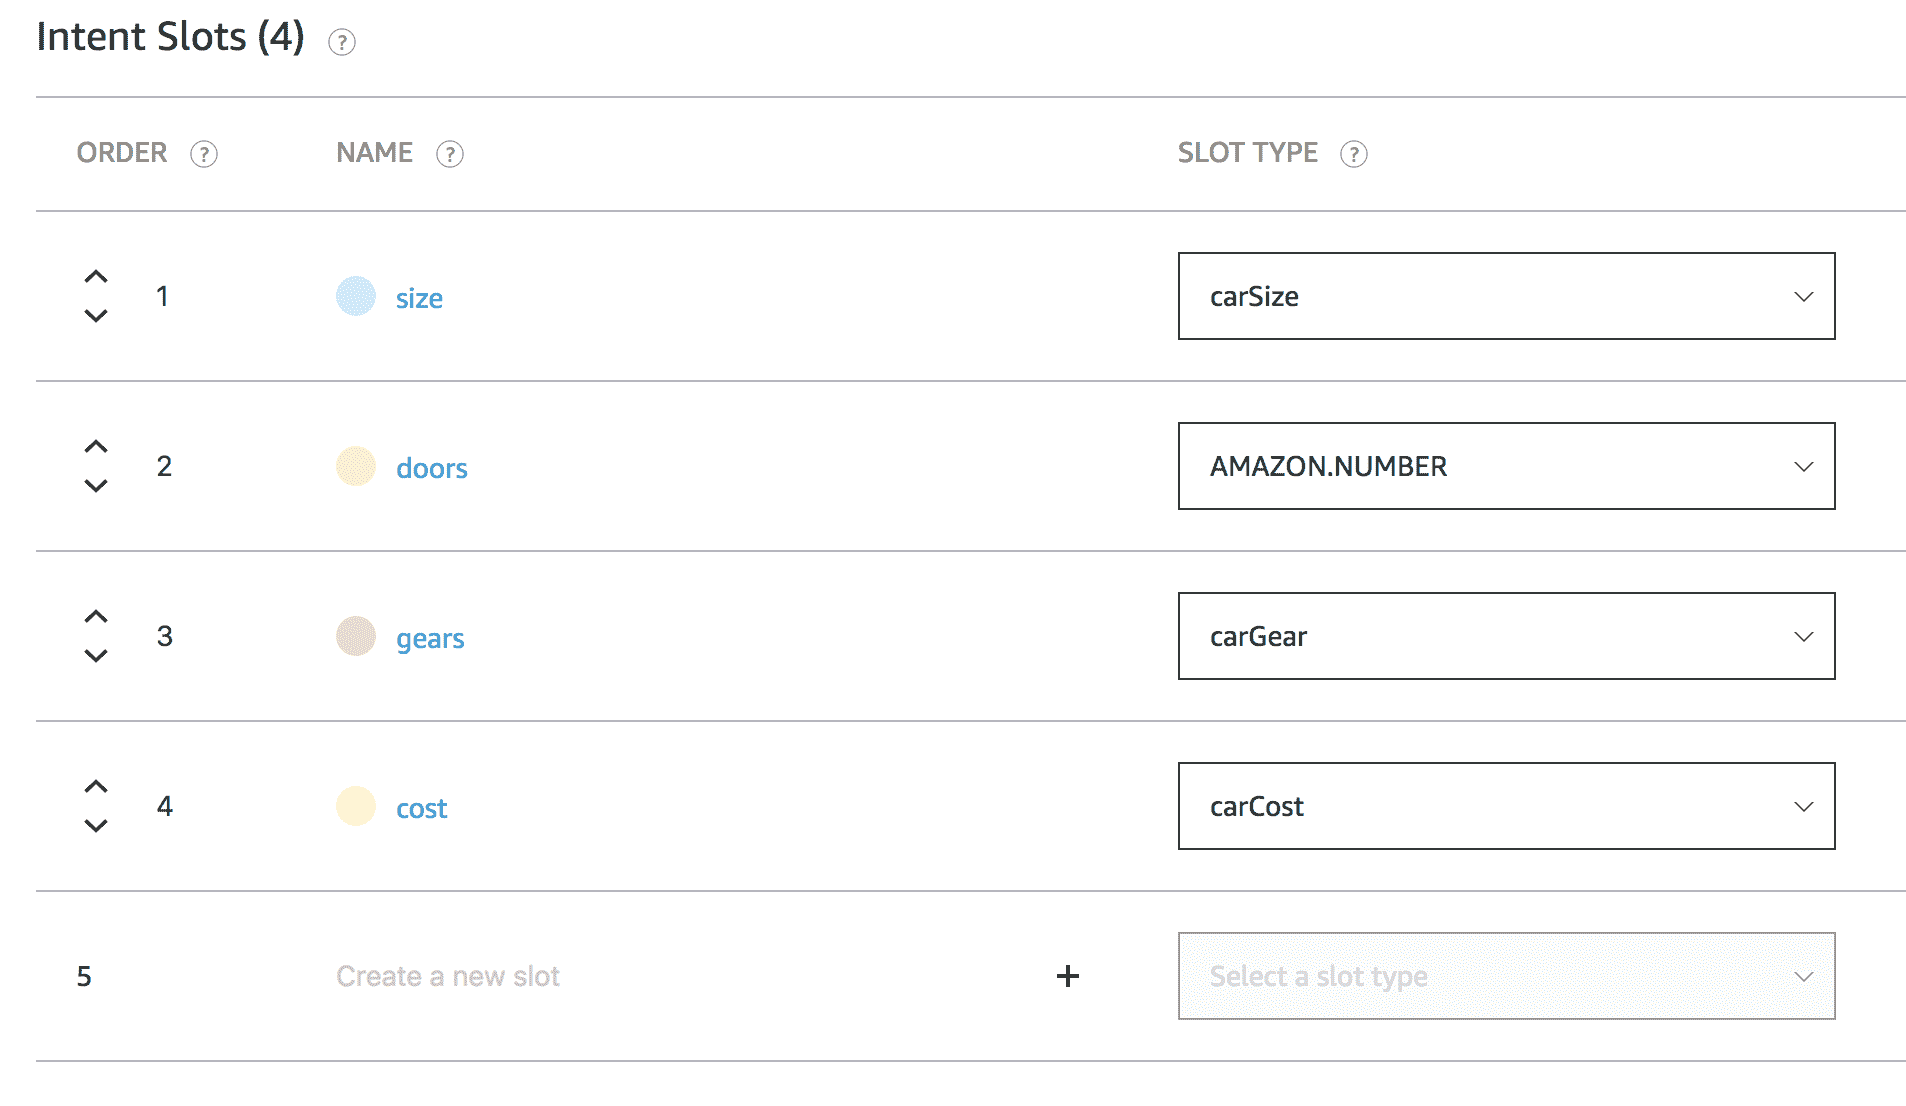 Intent Slots (4) ?
ORDER ? NAME ? SLOT TYPE ?
1 size carSize
2 doors AMAZON.NUMBER
3 gears carGear
4 cost carCost
5 Create a new slot + Select a slot type